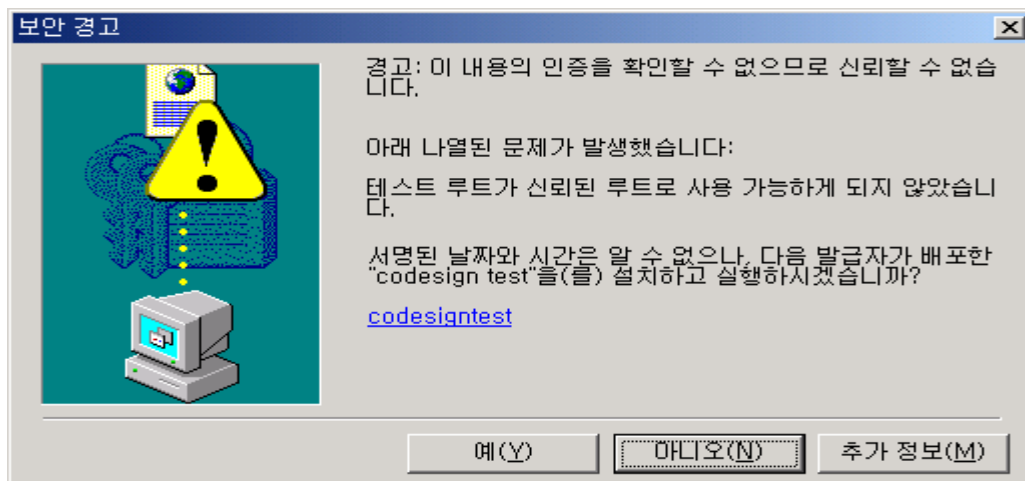 보안 경고
경고: 이 내용의 인증을 확인할 수 없으므로 신뢰할 수 없습
니다.
아래 나열된 문제가 발생했습니다:
테스트 루트가 신뢰된 루트로 사용 가능하게 되지 않았습니
다.
서명된 날짜와 시간은 알 수 없으나, 다음 발급자가 배포한
"codesign test"을(를) 설치하고 실행하시겠습니까?
codesigntest
예(Y) 아니오(N) 추가 정보(M)